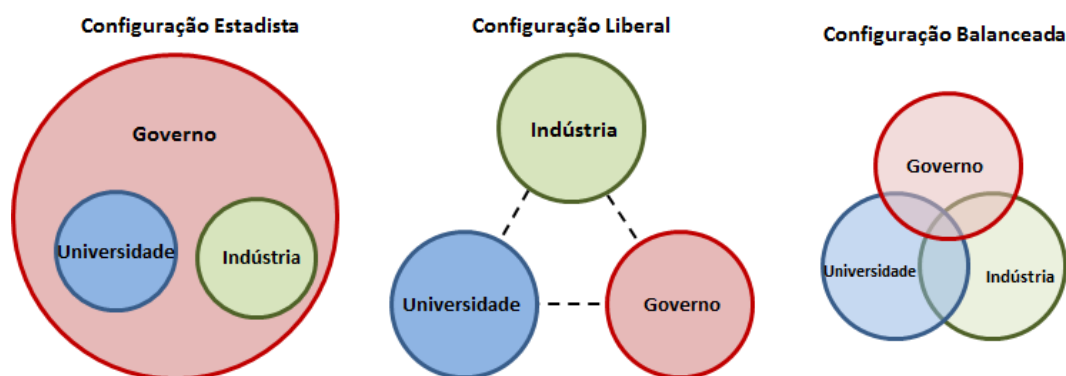 Configuração Estadista
Governo
Universidade
Indústria
Configuração Liberal
Indústria
Universidade
Governo
Configuração Balanceada
Governo
Universidade
Indústria